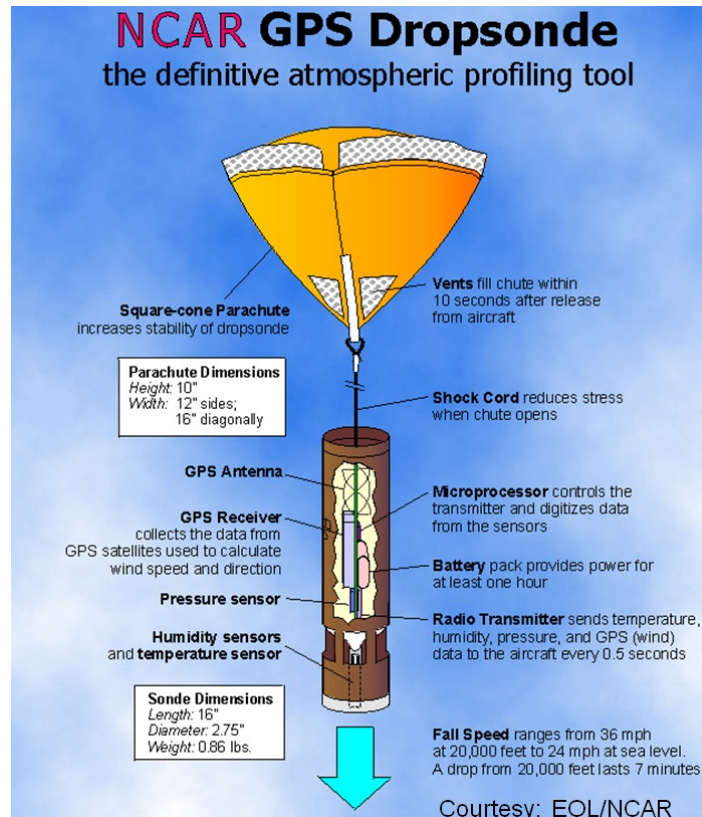 NCAR GPS Dropsonde
the definitive atmospheric profiling tool
Square-cone Parachute
increases stability of dropsonde
Vents fill chute within
10 seconds after release
from aircraft
Parachute Dimensions
Height: 10"
Width: 12" sides;
16" diagonally
Shock Cord reduces stress
when chute opens
GPS Antenna
GPS Receiver
collects the data from
GPS satellites used to calculate
wind speed and direction
Microprocessor controls the
transmitter and digitizes data
from the sensors
Battery pack provides power for
at least one hour
Pressure sensor
Radio Transmitter sends temperature,
humidity, pressure, and GPS (wind)
data to the aircraft every 0.5 seconds
Humidity sensors
and temperature sensor
Sonde Dimensions
Length: 16"
Diameter: 2.75"
Weight: 0.86 lbs.
Fall Speed ranges from 36 mph
at 20,000 feet to 24 mph at sea level.
A drop from 20,000 feet lasts 7 minutes
Courtesy: EOL/NCAR